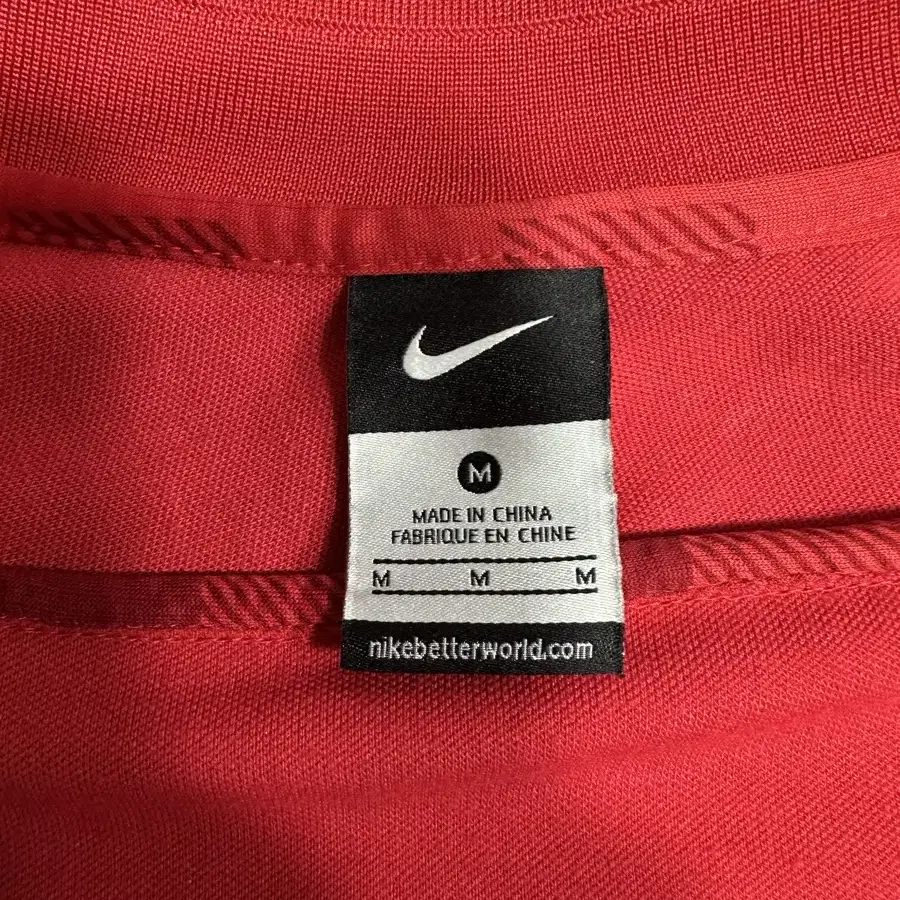 M
MADE IN CHINA
FABRIQUE EN CHINE
M M M
nikebetterworld.com